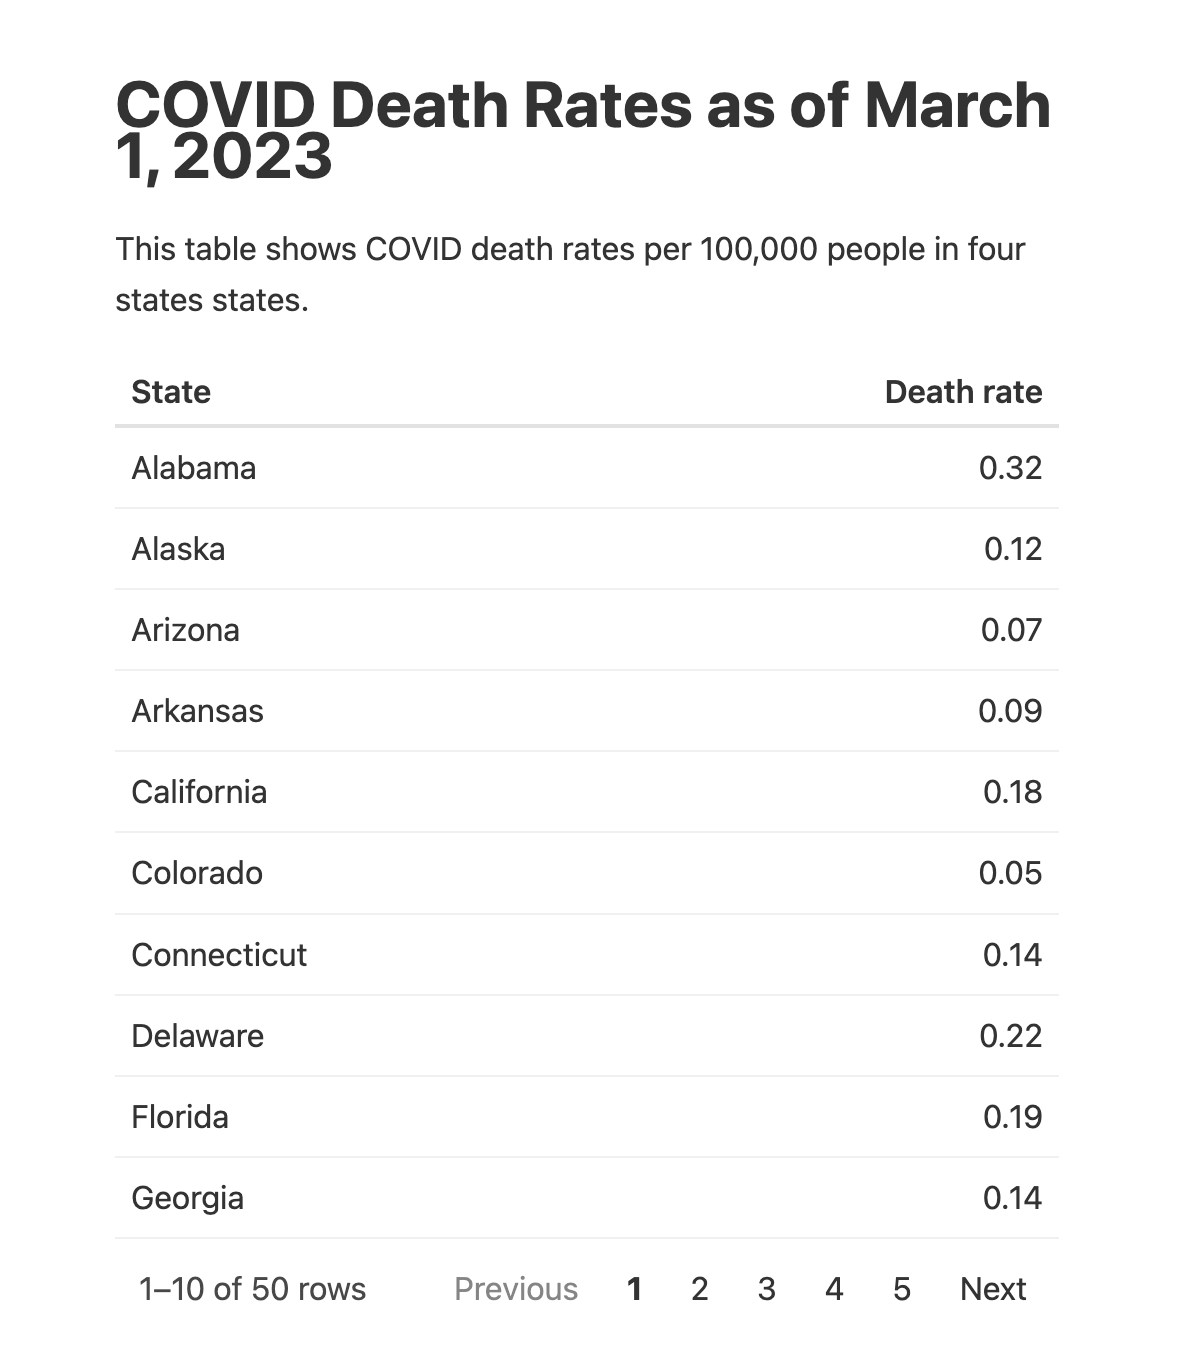 COVID Death Rates as of March
1, 2023
This table shows COVID death rates per 100,000 people in four
states states.
State Death rate
Alabama 0.32
Alaska 0.12
Arizona 0.07
Arkansas 0.09
California 0.18
Colorado 0.05
Connecticut 0.14
Delaware 0.22
Florida 0.19
Georgia 0.14
1–10 of 50 rows Previous 1 2 3 4 5 Next